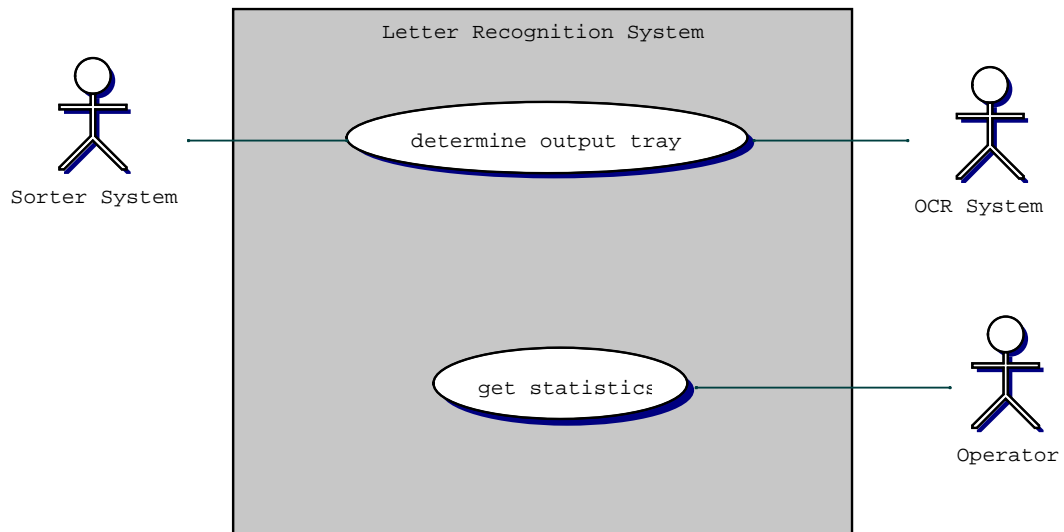 Letter Recognition System
determine output tray
Sorter System
OCR System
get statistics
Operator